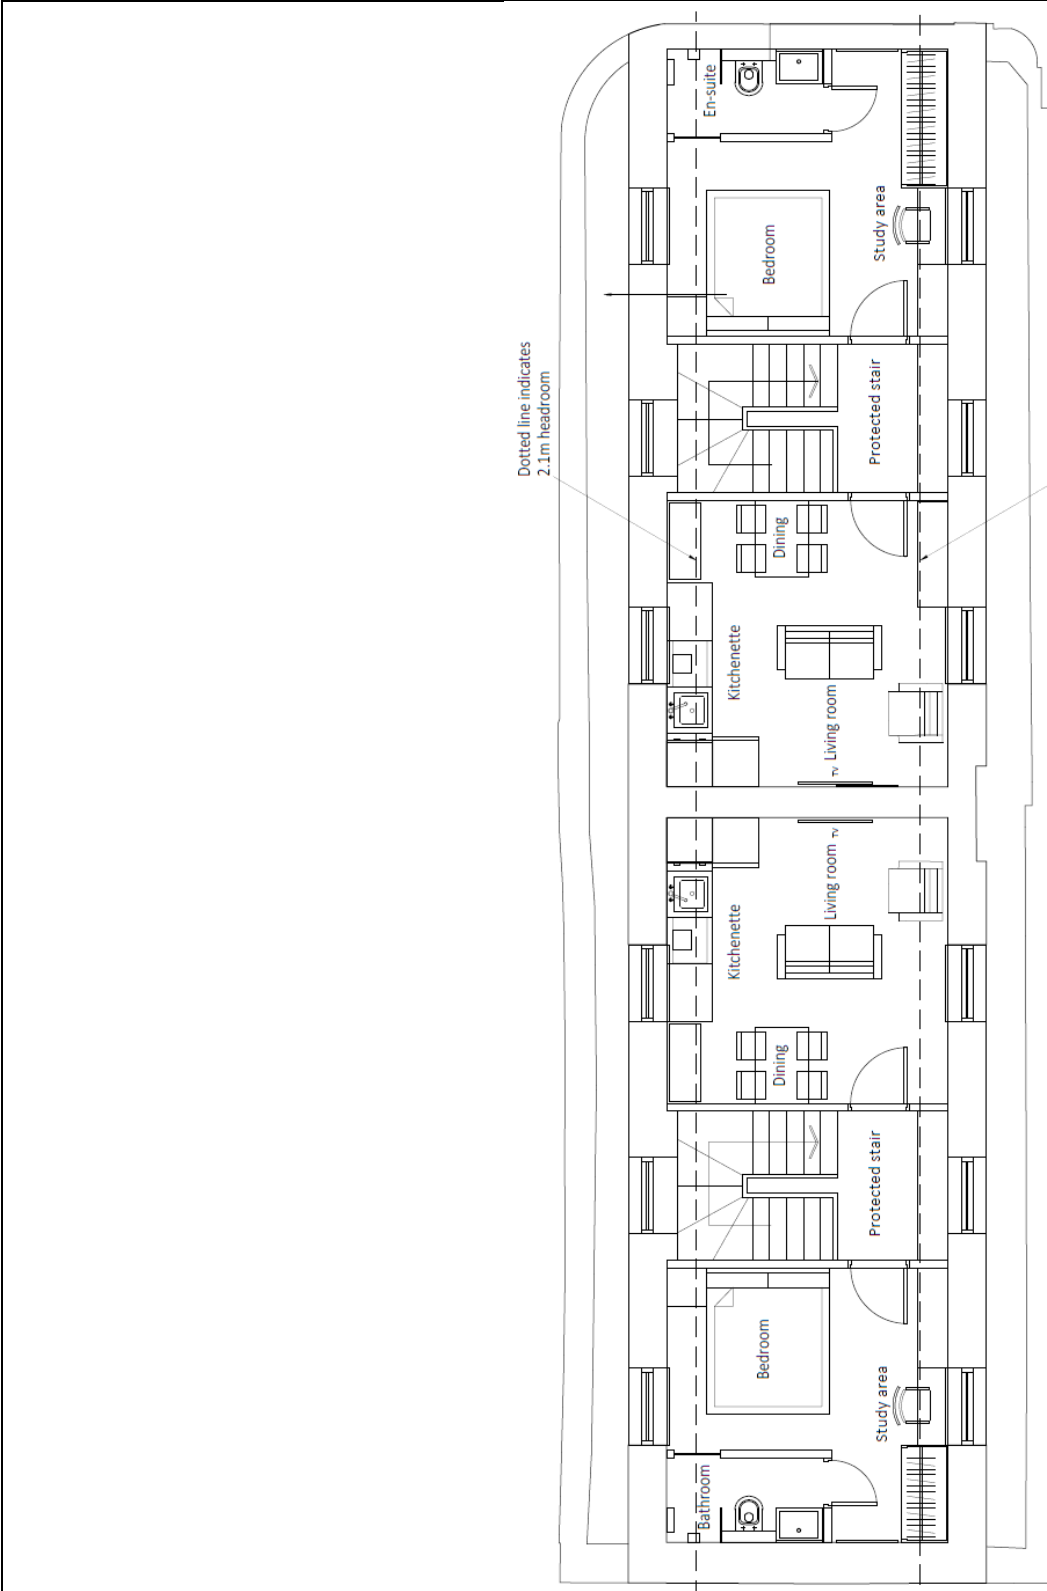 En-suite
Bedroom
Study area
Dotted line indicates
2.1m headroom
Protected stair
Dining
Kitchenette
Living room
TV
Living room
TV
Kitchenette
Dining
Protected stair
Bedroom
Study area
Bathroom